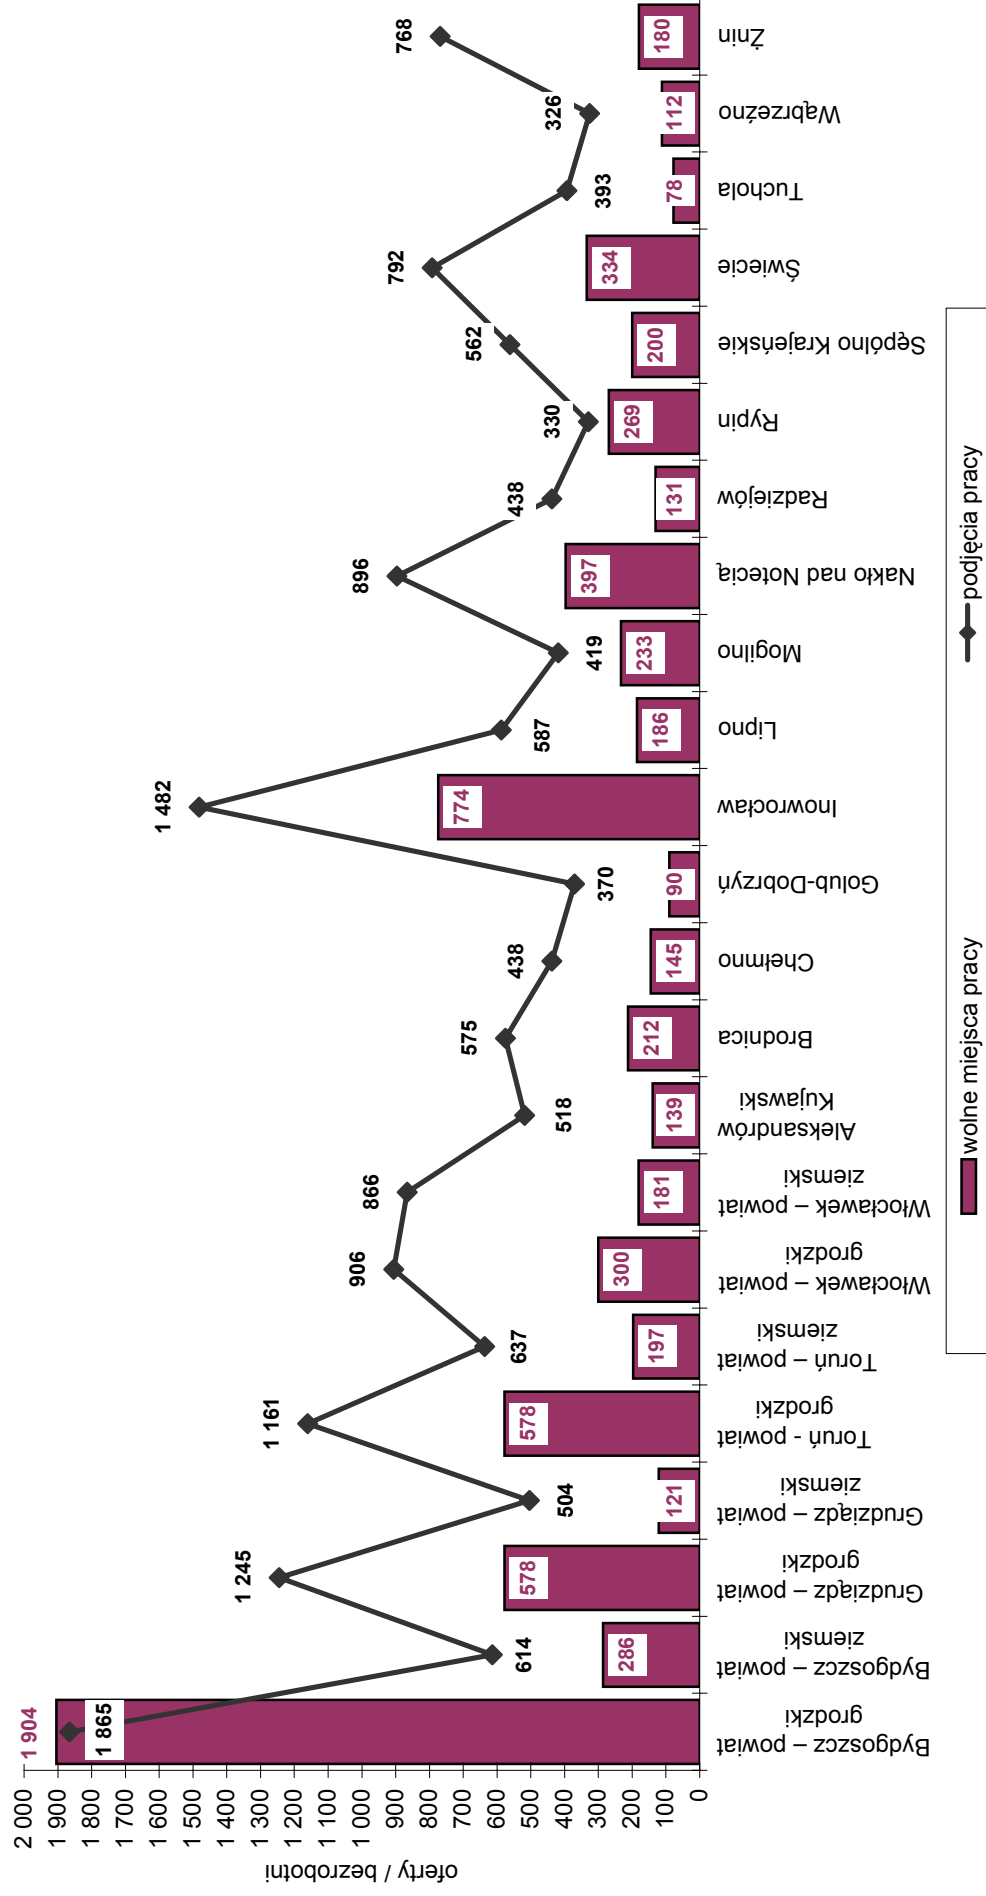 oferty / bezrobotni
2 000
1 900
1 800
1 700
1 600
1 500
1 400
1 300
1 200
1 100
1 000
900
800
700
600
500
400
300
200
100
0
1 904
286
578
121
578
197
300
181
139
212
145
90
774
186
233
397
131
269
200
334
78
112
180
1 865
614
1 245
504
1 161
637
906
866
518
575
438
370
1 482
587
419
896
438
330
562
792
393
326
768
Bydgoszcz – powiat
grodzki
Bydgoszcz – powiat
ziemski
Grudziądz – powiat
grodzki
Grudziądz – powiat
ziemski
Toruń - powiat
grodzki
Toruń – powiat
ziemski
Włocławek – powiat
grodzki
Włocławek – powiat
ziemski
Aleksandrów
Kujawski
Brodnica
Chełmno
Golub-Dobrzyń
Inowrocław
Lipno
Mogilno
Nakło nad Notecią
Radziejów
Rypin
Sępólno Krajeńskie
Świecie
Tuchola
Wąbrzeźno
Żnin
wolne miejsca pracy
podjęcia pracy